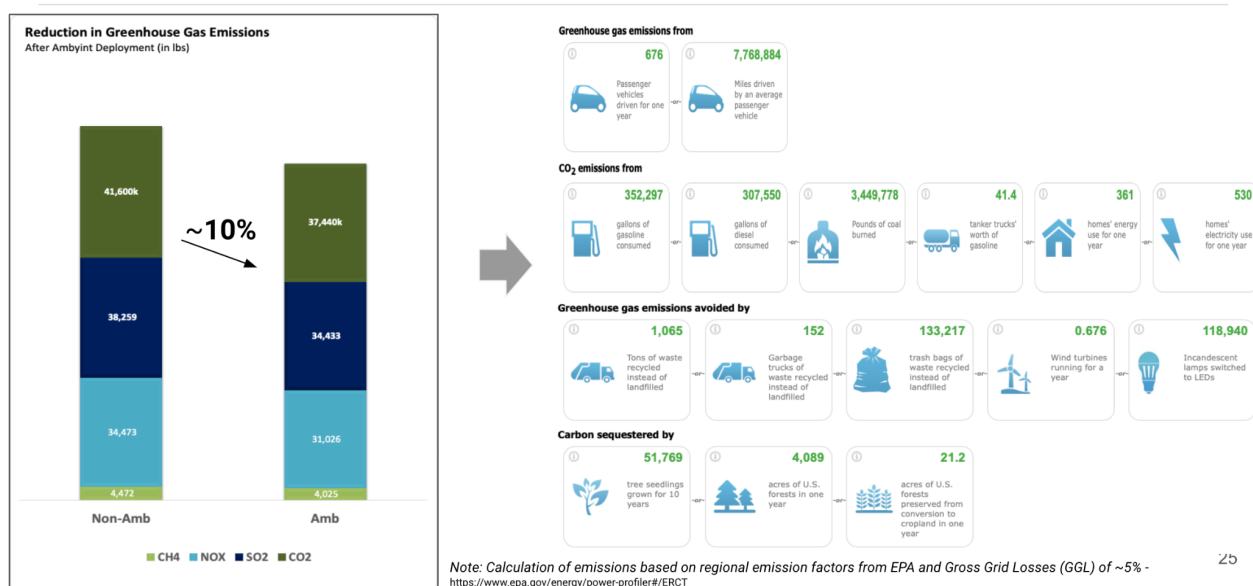 Reduction in Greenhouse Gas Emissions
After Ambyint Deployment (in lbs)
41,600k
38,259
34,473
4,472
~10%
37,440k
34,433
31,026
4,025
Non-Amb
Amb
CH4 NOX SO2 CO2
Greenhouse gas emissions from
676
Passenger
vehicles
driven for one
year
-or-
7,768,884
Miles driven
by an average
passenger
vehicle
CO2 emissions from
352,297
gallons of
gasoline
consumed
-or-
307,550
gallons of
diesel
consumed
-or-
3,449,778
Pounds of coal
burned
-or-
41.4
tanker trucks'
worth of
gasoline
-or-
361
homes' energy
use for one
year
-or-
530
homes'
electricity use
for one year
Greenhouse gas emissions avoided by
1,065
Tons of waste
recycled
instead of
landfilled
-or-
152
Garbage
trucks of
waste recycled
instead of
landfilled
-or-
133,217
trash bags of
waste recycled
instead of
landfilled
-or-
0.676
Wind turbines
running for a
year
-or-
118,940
Incandescent
lamps switched
to LEDs
Carbon sequestered by
51,769
tree seedlings
grown for 10
years
-or-
4,089
acres of U.S.
forests in one
year
-or-
21.2
acres of U.S.
forests
preserved from
conversion to
cropland in one
year
Note: Calculation of emissions based on regional emission factors from EPA and Gross Grid Losses (GGL) of ~5% -
https://www.epa.gov/energy/power-profiler#/ERCT
25